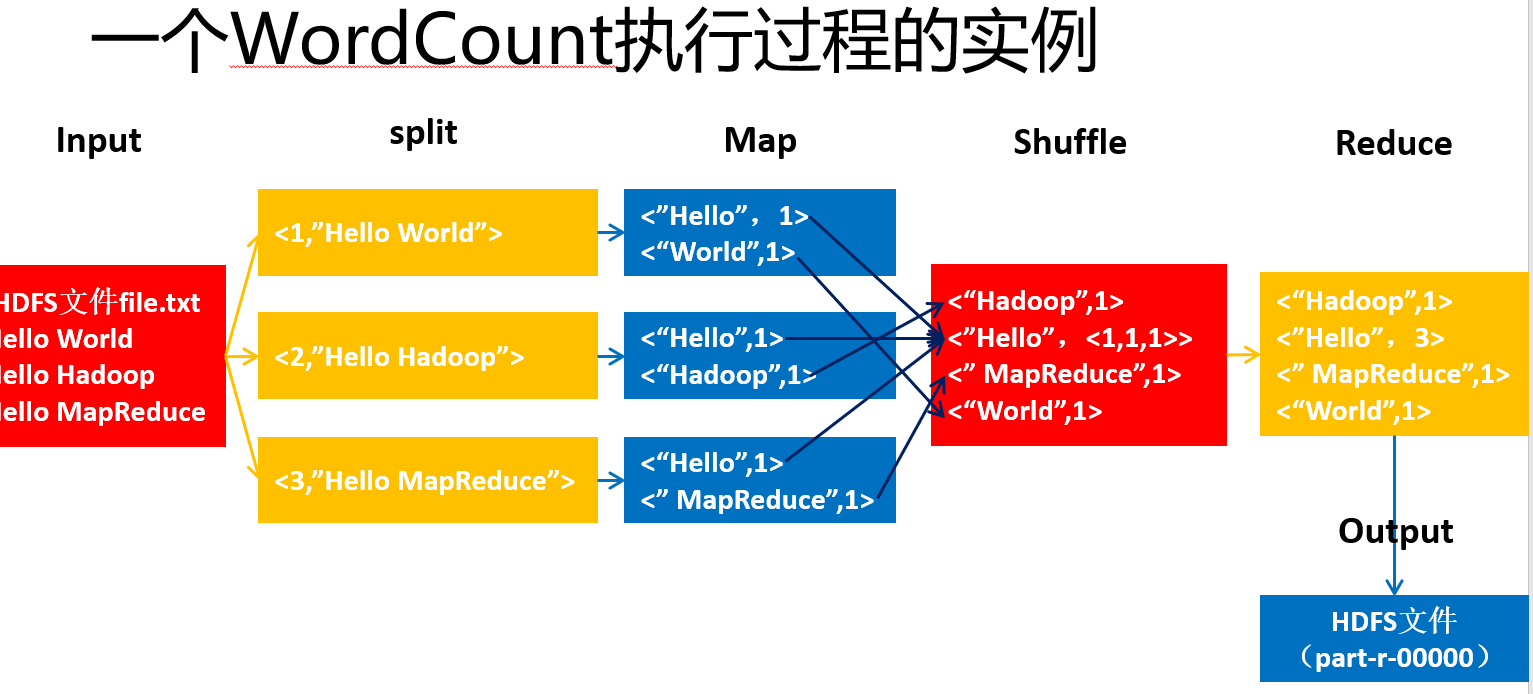 一个WordCount执行过程的实例
Input
split
Map
Shuffle
Reduce
HDFS文件file.txt
Hello World
Hello Hadoop
Hello MapReduce
<1,”Hello World”>
<2,”Hello Hadoop”>
<3,”Hello MapReduce”>
<”Hello”，1>
<“World”,1>
<“Hello”,1>
<“Hadoop”,1>
<“Hello”,1>
<” MapReduce”,1>
<“Hadoop”,1>
<”Hello”，<1,1,1>>
<” MapReduce”,1>
<“World”,1>
<“Hadoop”,1>
<”Hello”，3>
<” MapReduce”,1>
<“World”,1>
Output
HDFS文件
（part-r-00000）